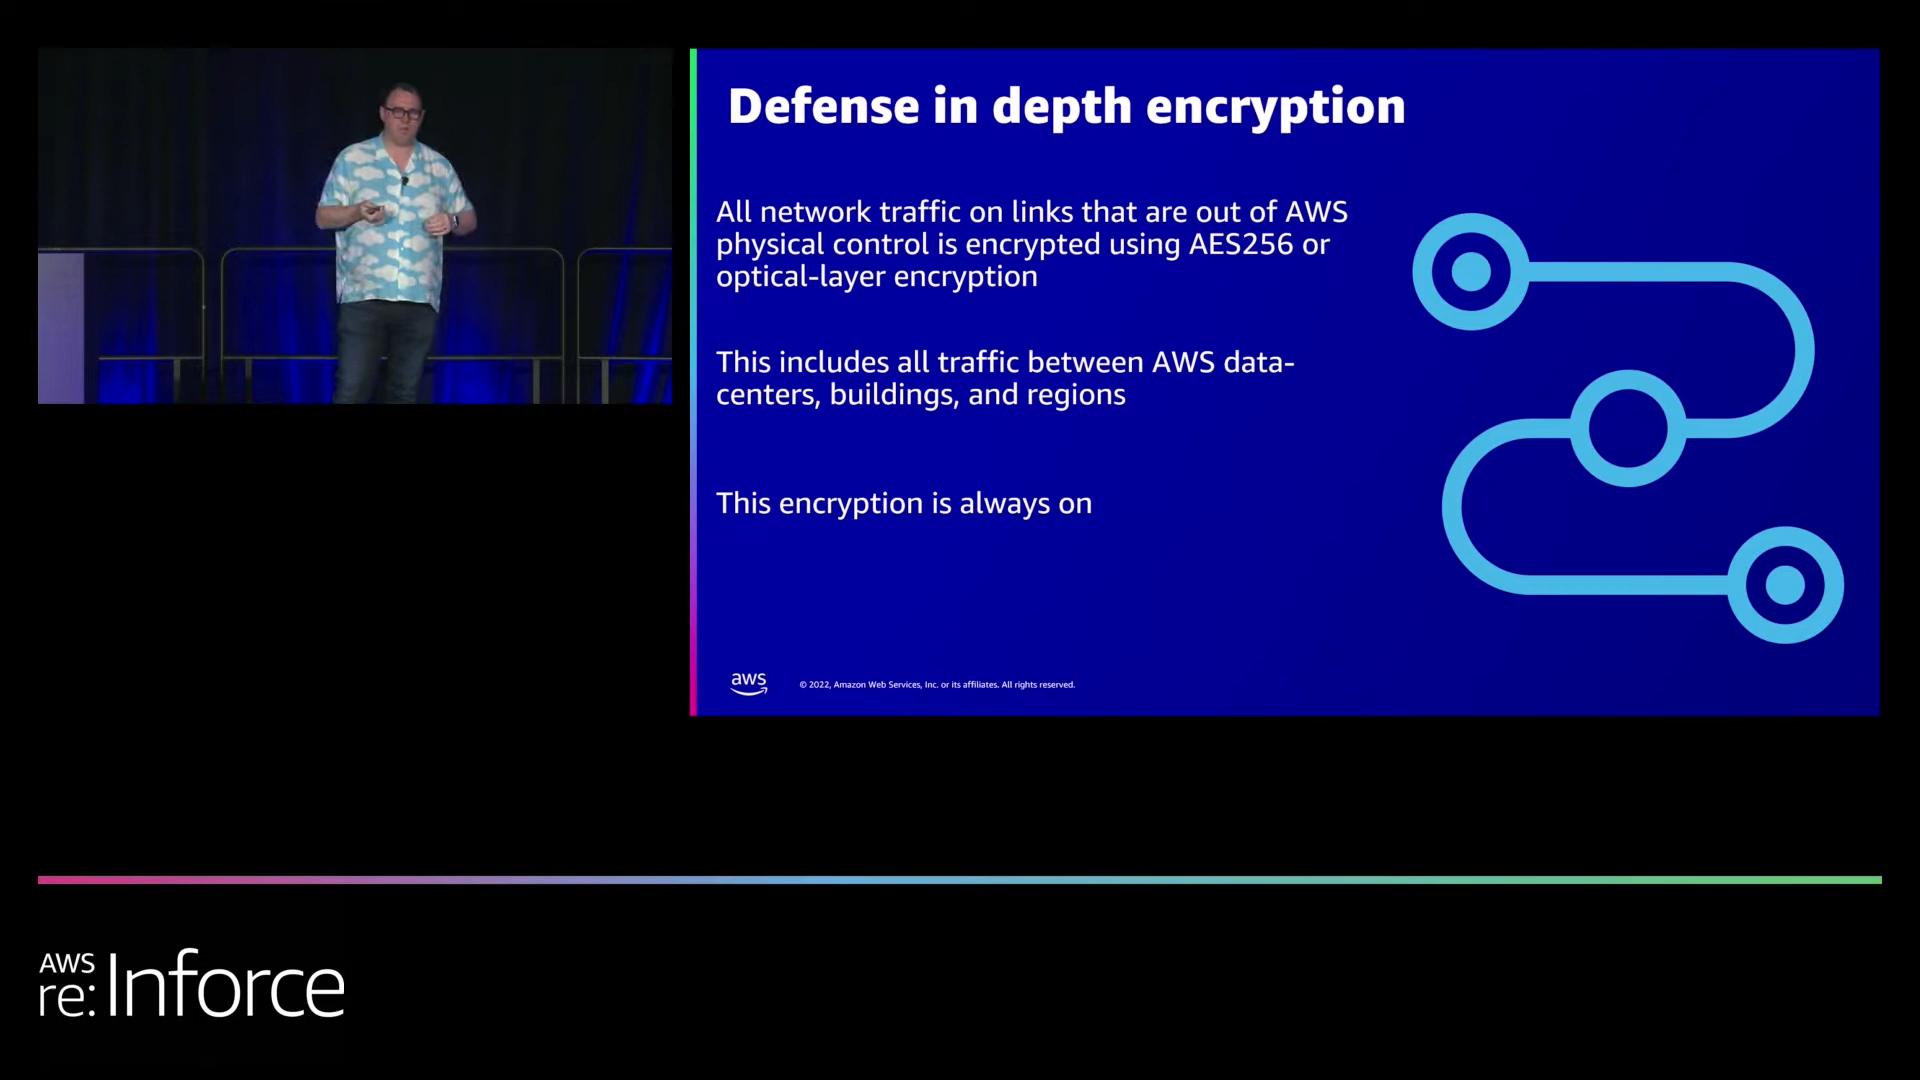 Defense in depth encryption
All network traffic on links that are out of AWS
physical control is encrypted using AES256 or
optical-layer encryption
This includes all traffic between AWS data-
centers, buildings, and regions
This encryption is always on
aws
© 2022, Amazon Web Services, Inc. or its affiliates. All rights reserved.
AWS
re:Inforce